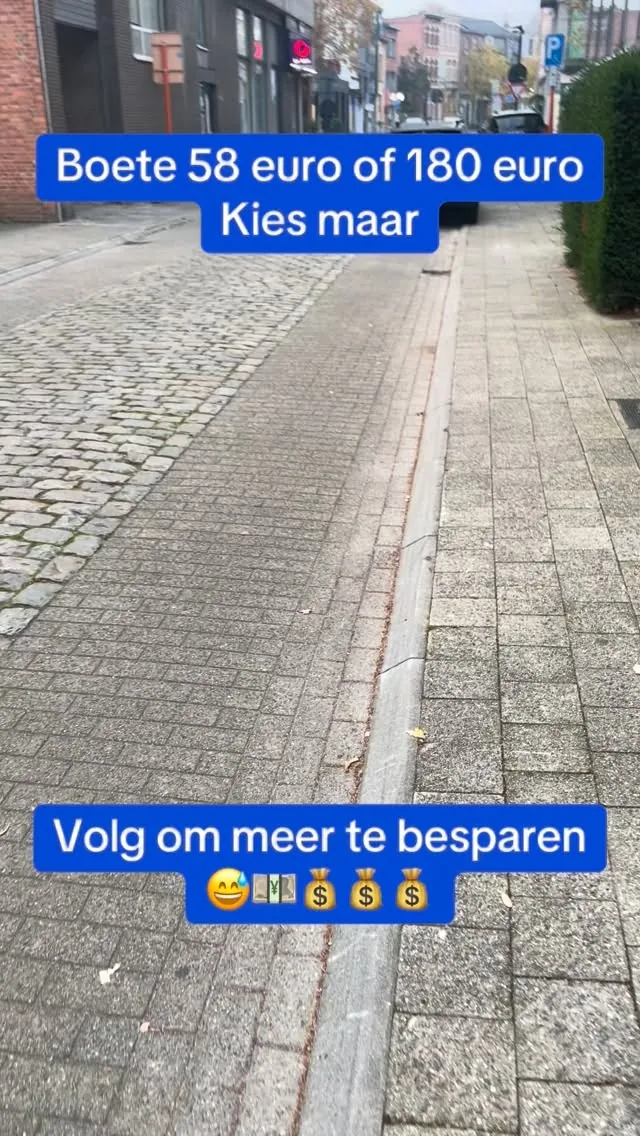 P
Boete 58 euro of 180 euro
Kies maar
Volg om meer te besparen
😅💴💰💰💰